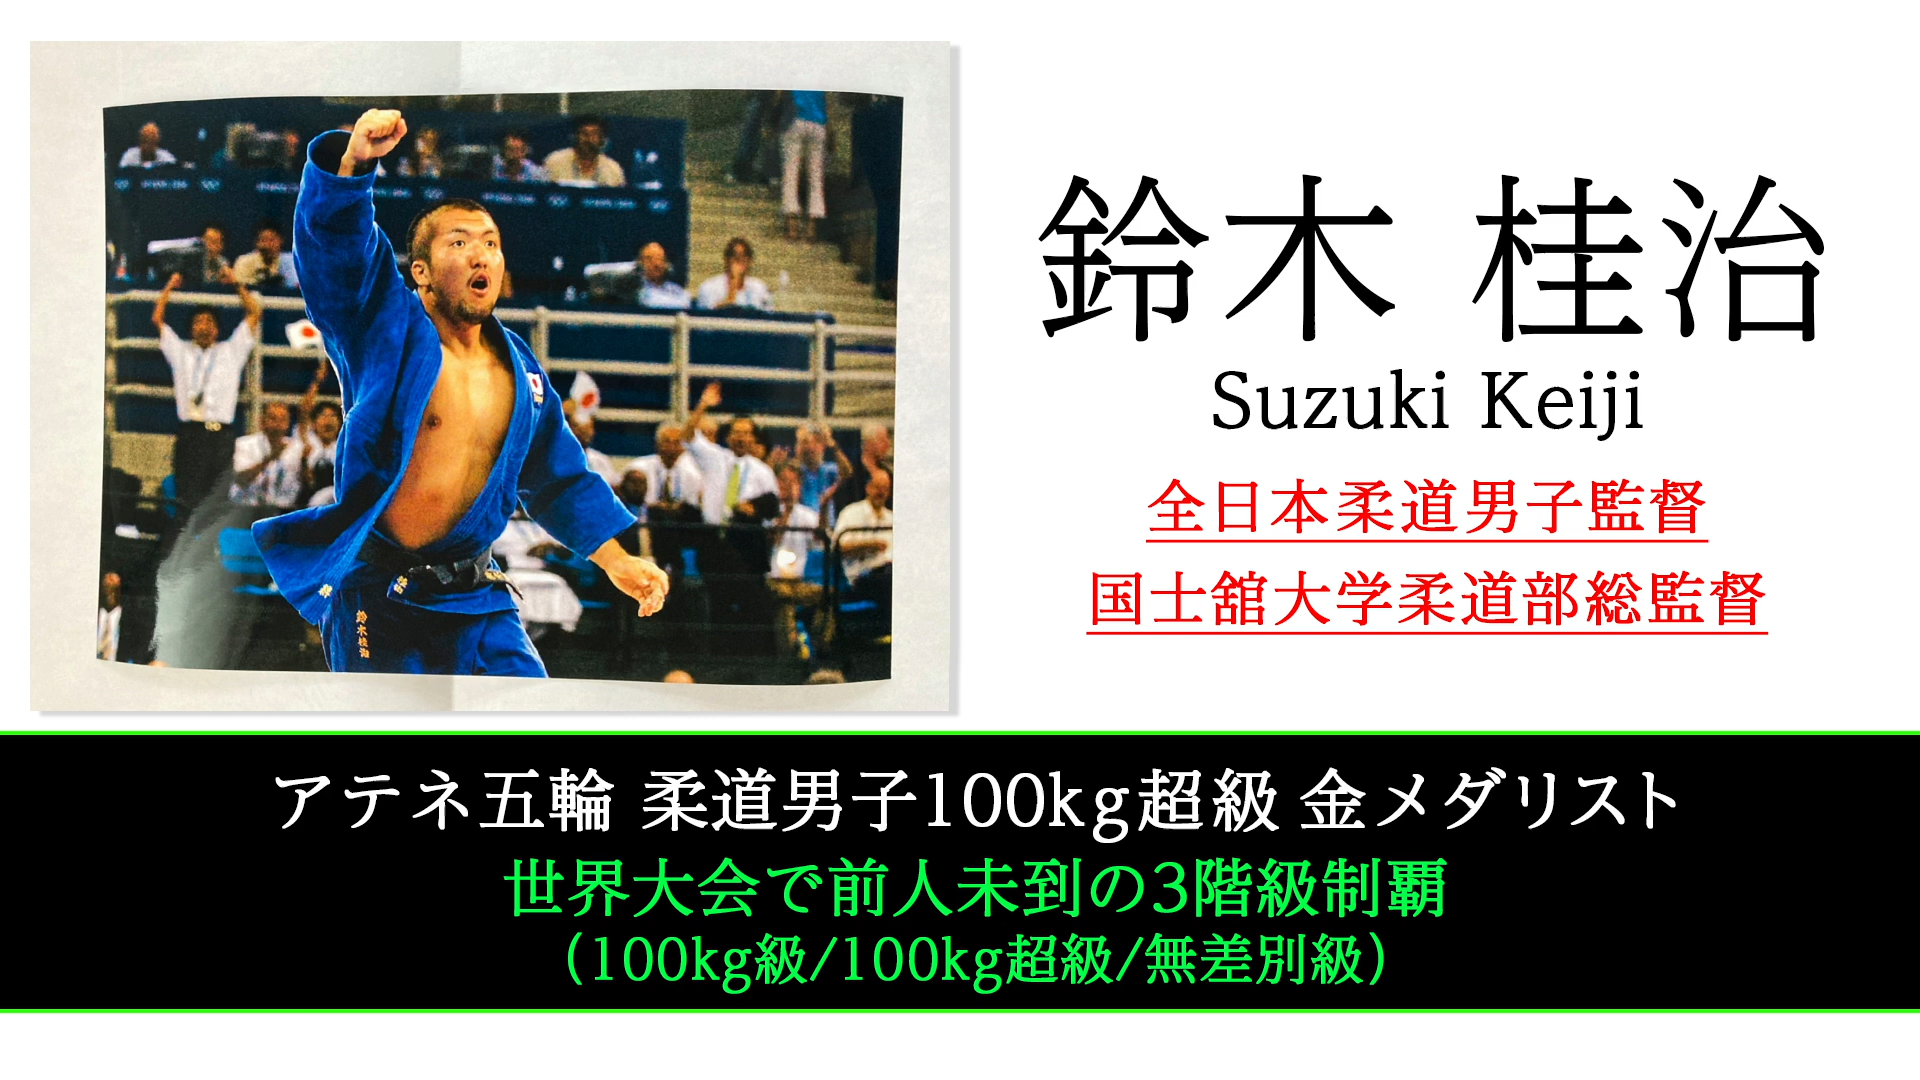 鈴木 桂治
Suzuki Keiji
全日本柔道男子監督
国士舘大学柔道部総監督
鈴木桂治
アテネ五輪 柔道男子100kg超級 金メダリスト
世界大会で前人未到の3階級制覇
（100kg級/100kg超級/無差別級）